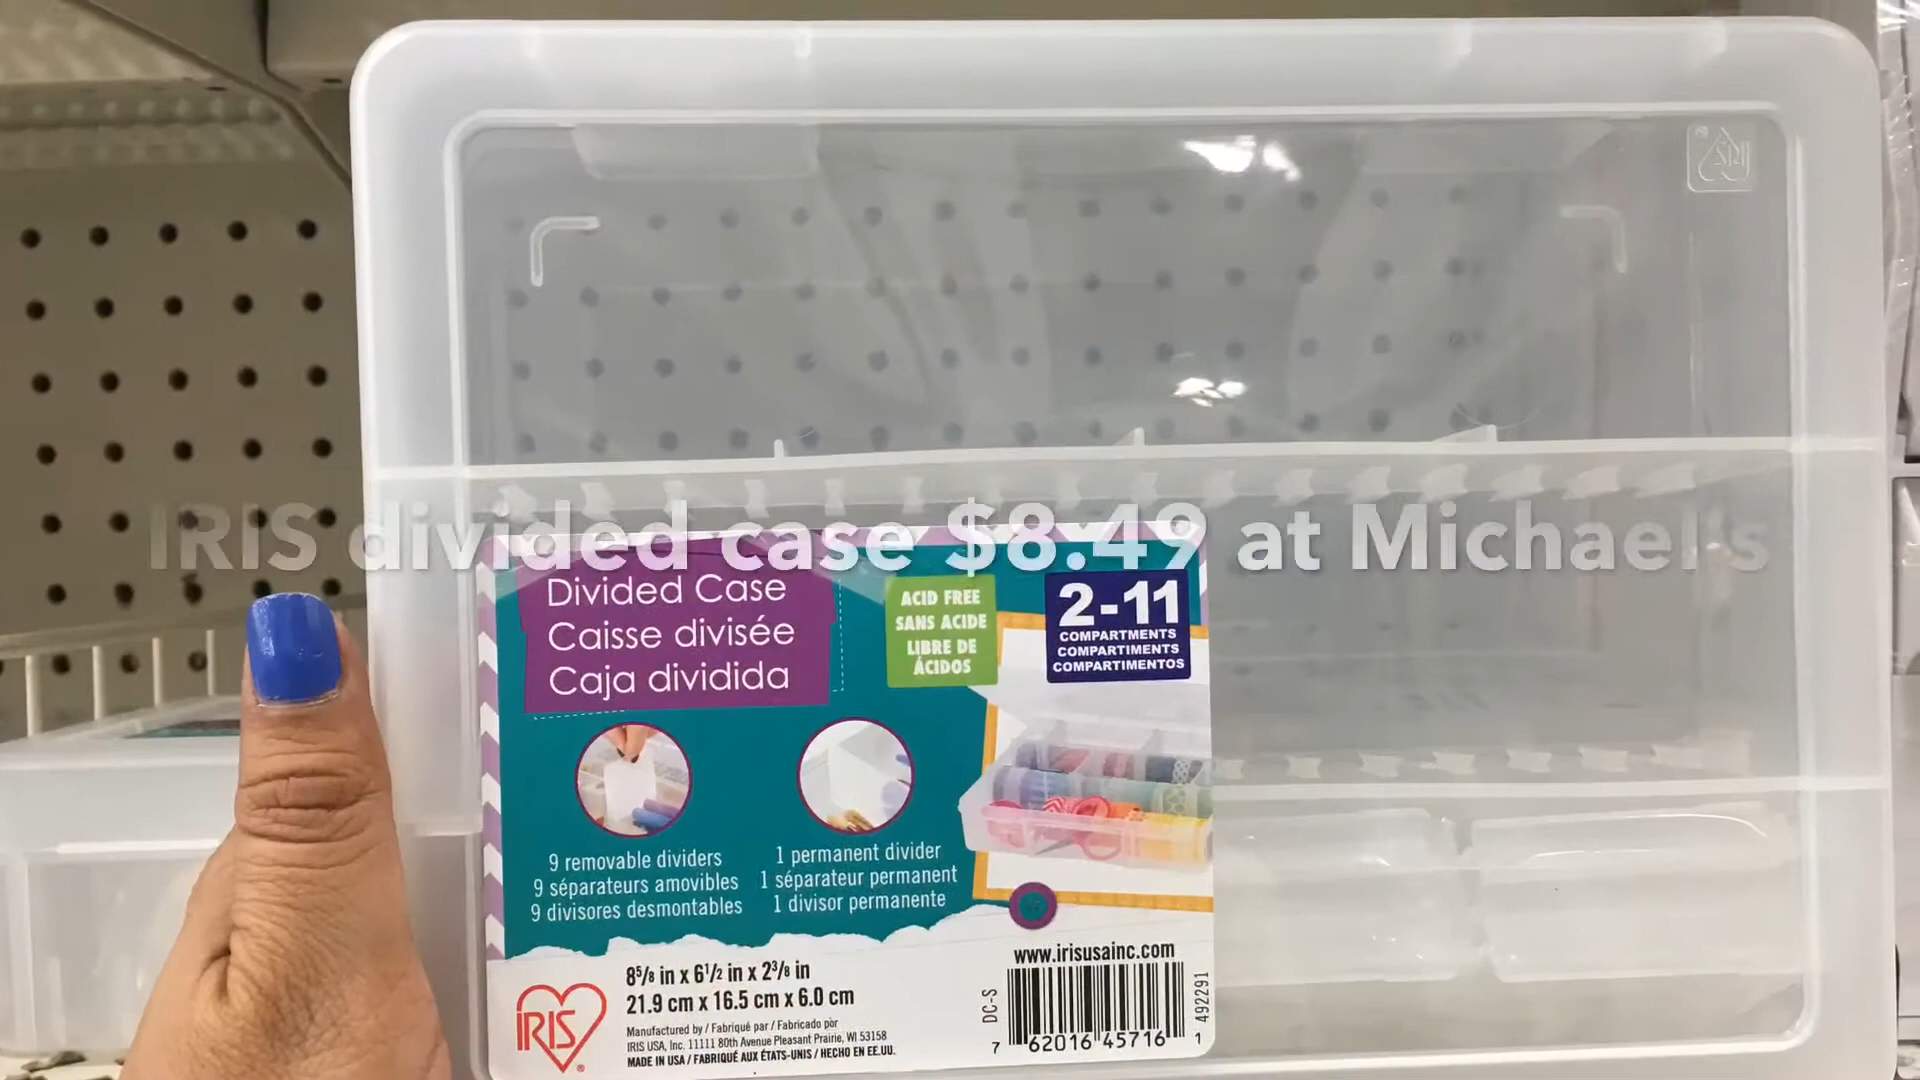 IRIS divided case $8.49 at Michael's
Divided Case
Caisse divisée
Caja dividida
ACID FREE
SANS ACIDE
LIBRE DE
ÁCIDOS
2-11
COMPARTMENTS
COMPARTIMENTS
COMPARTIMENTOS
9 removable dividers
9 séparateurs amovibles
9 divisores desmontables
1 permanent divider
1 séparateur permanent
1 divisor permanente
www.irisusainc.com
8⁵/₈ in x 6¹/₂ in x 2³/₈ in
21.9 cm x 16.5 cm x 6.0 cm
Manufactured by / Fabriqué par / Fabricado pòr
IRIS USA, Inc. 11111 80th Avenue Pleasant Prairie, WI 53158
MADE IN USA / FABRIQUÉ AUX ÉTATS-UNIS / HECHO EN EE.UU.
IRIS®
DC-S
492291
7 62016 45716 1
IRIS